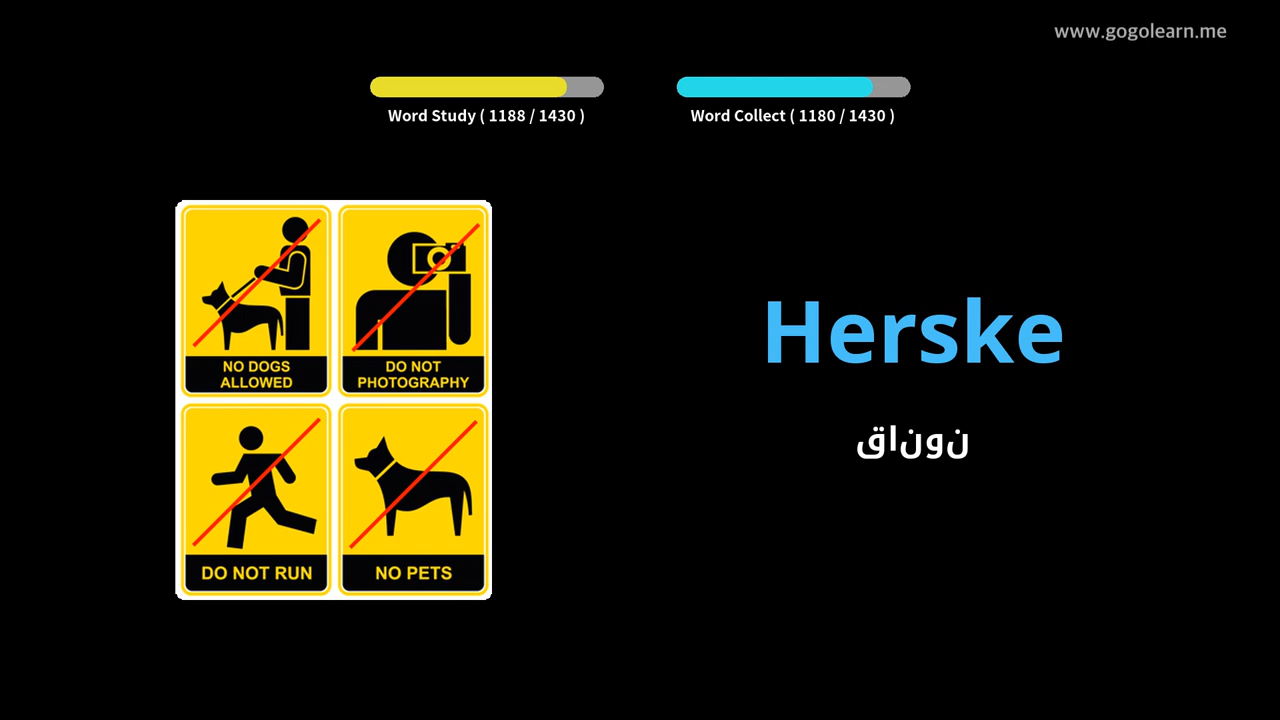 www.gogolearn.me
Word Study ( 1188 / 1430 )
Word Collect ( 1180 / 1430 )
NO DOGS
ALLOWED
DO NOT
PHOTOGRAPHY
DO NOT RUN
NO PETS
Herske
نوناق